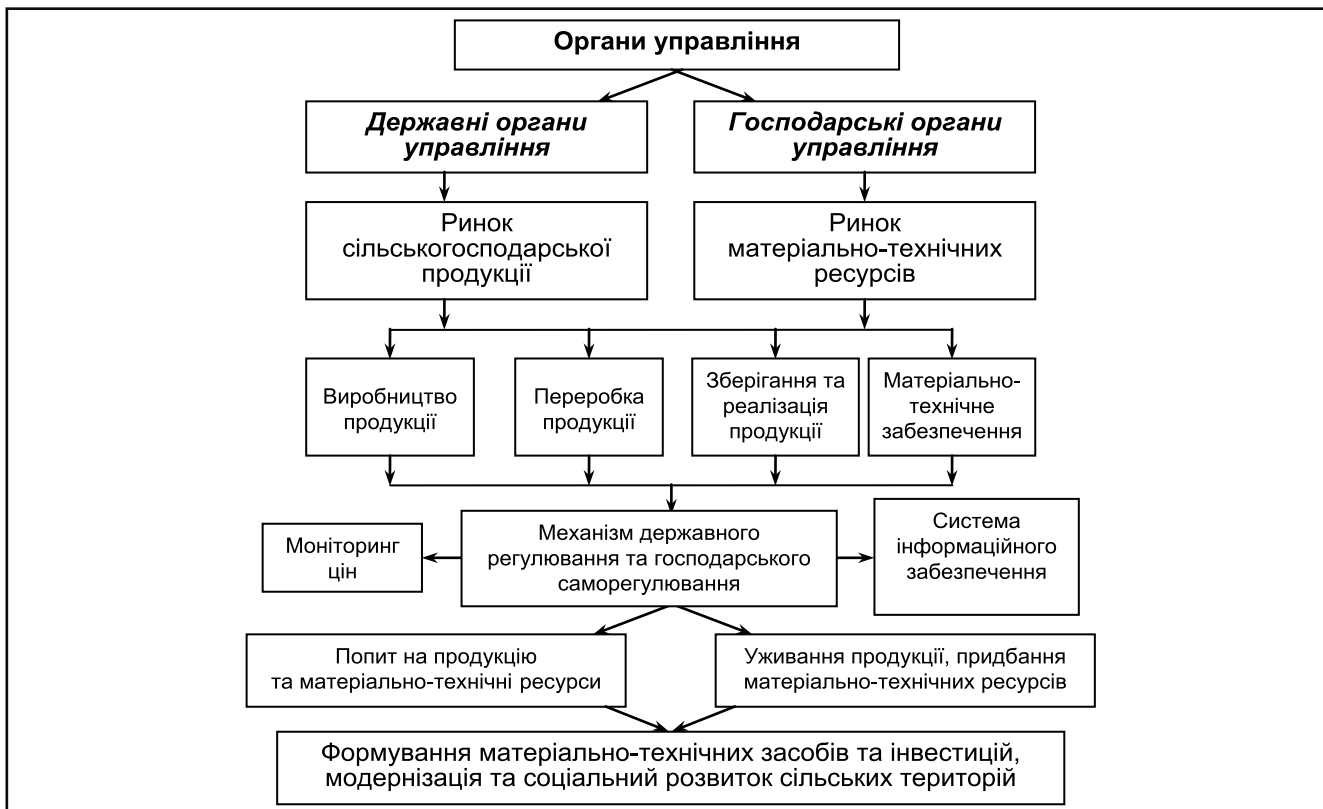 Органи управління
Державні органи
управління
Господарські органи
управління
Ринок
сільськогосподарської
продукції
Ринок
матеріально-технічних
ресурсів
Виробництво
продукції
Переробка
продукції
Зберігання та
реалізація
продукції
Матеріально-
технічне
забезпечення
Моніторинг
цін
Механізм державного
регулювання та господарського
саморегулювання
Система
інформаційного
забезпечення
Попит на продукцію
та матеріально-технічні ресурси
Уживання продукції, придбання
матеріально-технічних ресурсів
Формування матеріально-технічних засобів та інвестицій,
модернізація та соціальний розвиток сільських територій